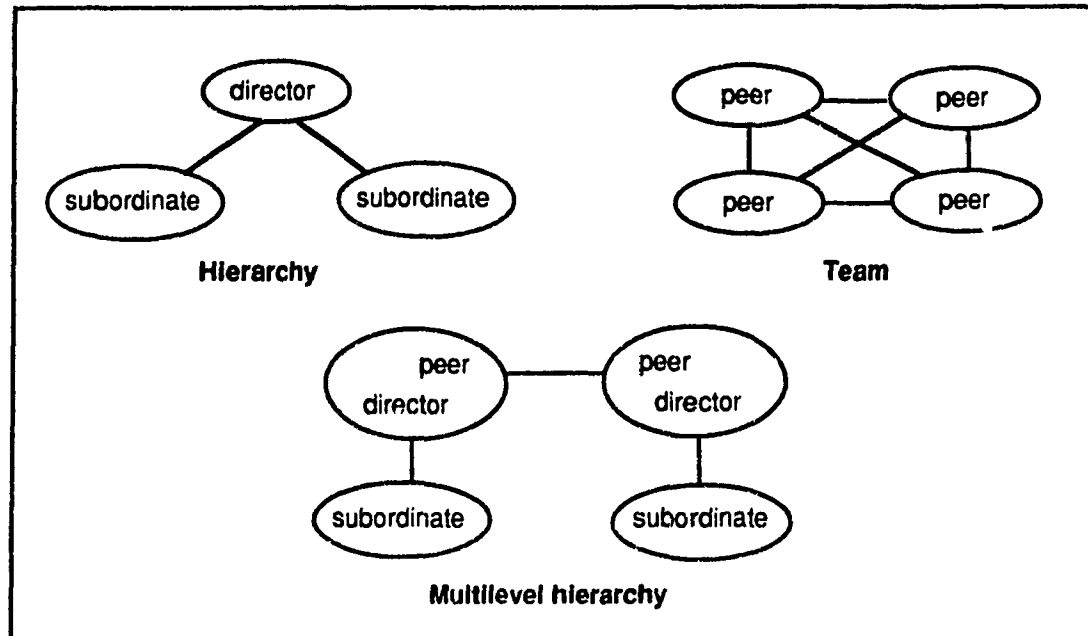 director
subordinate
subordinate
Hierarchy
peer
peer
peer
peer
Team
peer
director
peer
director
subordinate
subordinate
Multilevel hierarchy